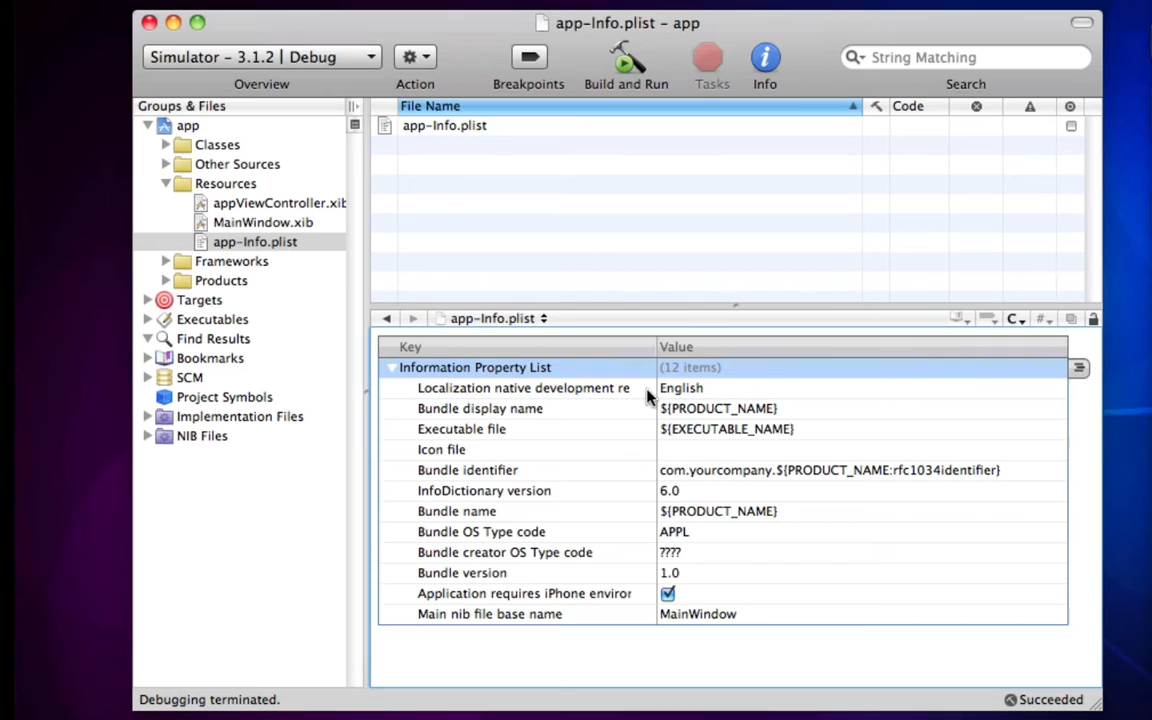 app-Info.plist – app
Simulator - 3.1.2 | Debug
String Matching
Overview
Action
Breakpoints
Build and Run
Tasks
Info
Search
Groups & Files
File Name
Code
app
app-Info.plist
Classes
Other Sources
Resources
appViewController.xib
MainWindow.xib
app-Info.plist
Frameworks
Products
Targets
Executables
Find Results
Bookmarks
SCM
Project Symbols
Implementation Files
NIB Files
app-Info.plist
C
#
Key Value
Information Property List (12 items)
Localization native development re English
Bundle display name ${PRODUCT_NAME}
Executable file ${EXECUTABLE_NAME}
Icon file
Bundle identifier com.yourcompany.${PRODUCT_NAME:rfc1034identifier}
InfoDictionary version 6.0
Bundle name ${PRODUCT_NAME}
Bundle OS Type code APPL
Bundle creator OS Type code ????
Bundle version 1.0
Application requires iPhone enviror
Main nib file base name MainWindow
Debugging terminated.
Succeeded